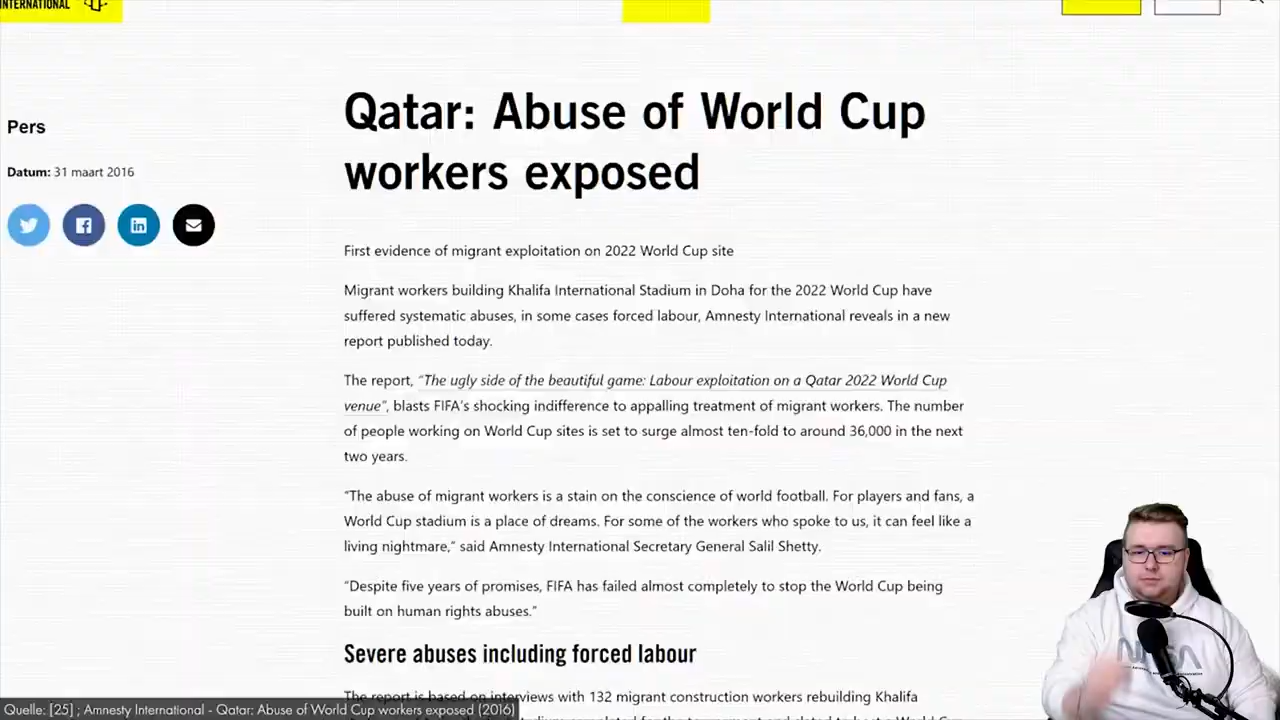 INTERNATIONAL
Qatar: Abuse of World Cup
workers exposed
Pers
Datum: 31 maart 2016
First evidence of migrant exploitation on 2022 World Cup site
Migrant workers building Khalifa International Stadium in Doha for the 2022 World Cup have
suffered systematic abuses, in some cases forced labour, Amnesty International reveals in a new
report published today.
The report, “The ugly side of the beautiful game: Labour exploitation on a Qatar 2022 World Cup
venue”, blasts FIFA’s shocking indifference to appalling treatment of migrant workers. The number
of people working on World Cup sites is set to surge almost ten-fold to around 36,000 in the next
two years.
“The abuse of migrant workers is a stain on the conscience of world football. For players and fans, a
World Cup stadium is a place of dreams. For some of the workers who spoke to us, it can feel like a
living nightmare,” said Amnesty International Secretary General Salil Shetty.
“Despite five years of promises, FIFA has failed almost completely to stop the World Cup being
built on human rights abuses.”
Severe abuses including forced labour
The report is based on interviews with 132 migrant construction workers rebuilding Khalifa
Quelle: [25] ; Amnesty International - Qatar: Abuse of World Cup workers exposed (2016)
NASA